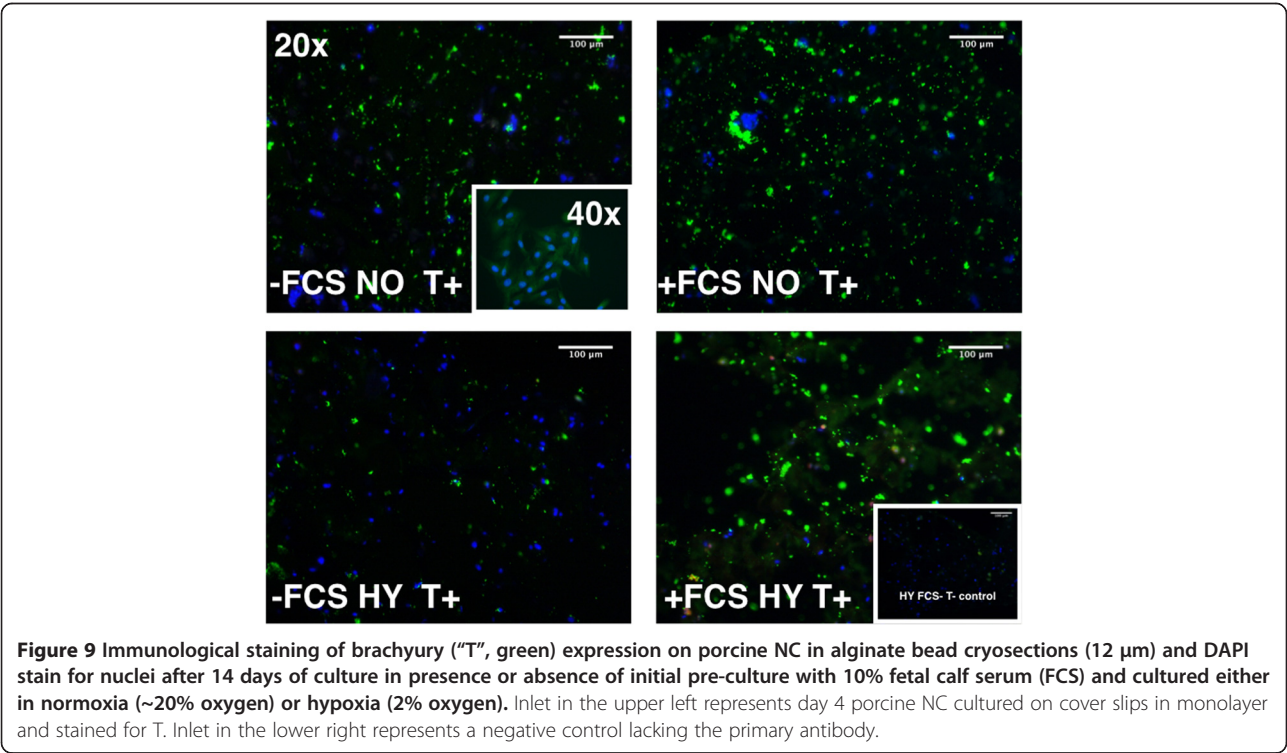 20x
100 µm
40x
-FCS NO T+
100 µm
+FCS NO T+
100 µm
-FCS HY T+
100 µm
+FCS HY T+
HY FCS- T- control
Figure 9 Immunological staining of brachyury (“T”, green) expression on porcine NC in alginate bead cryosections (12 µm) and DAPI
stain for nuclei after 14 days of culture in presence or absence of initial pre-culture with 10% fetal calf serum (FCS) and cultured either
in normoxia (~20% oxygen) or hypoxia (2% oxygen). Inlet in the upper left represents day 4 porcine NC cultured on cover slips in monolayer
and stained for T. Inlet in the lower right represents a negative control lacking the primary antibody.